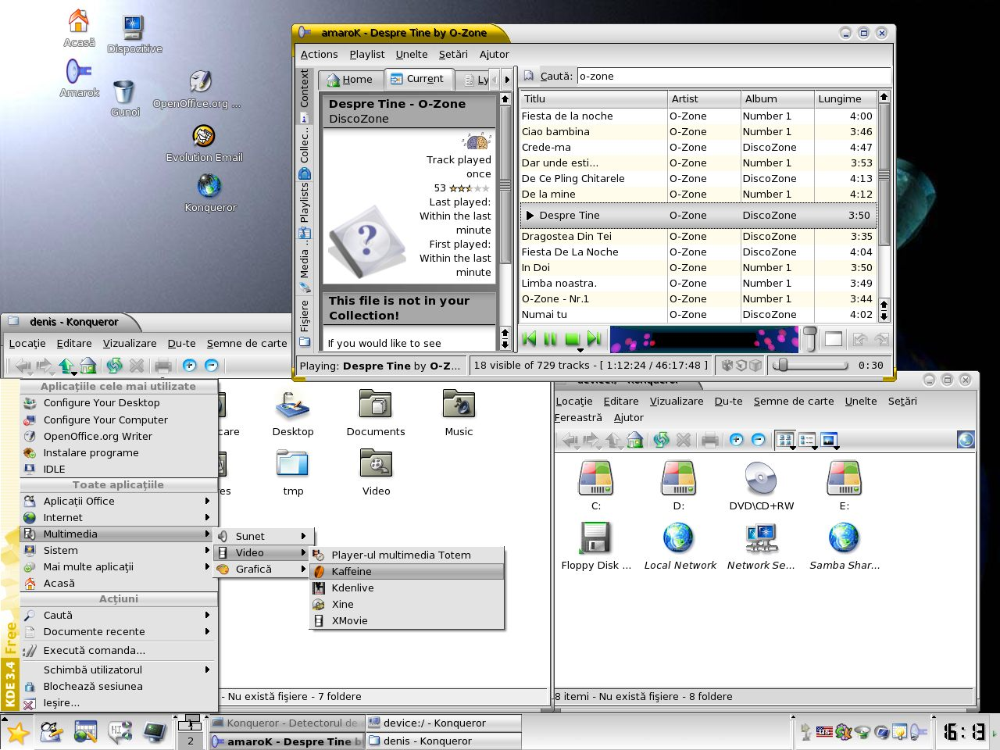 Acasă
Dispozitive
Amarok
Gunoi
OpenOffice.org ...
Evolution Email
Konqueror
amaroK - Despre Tine by O-Zone
Actions Playlist Unelte Setări Ajutor
Context
Collec...
Playlists
Media ..
Fişiere
Home Current Ly
Despre Tine - O-Zone
DiscoZone
Track played
once
53
Last played:
Within the last
minute
First played:
Within the last
minute
This file is not in your
Collection!
If you would like to see
Caută: o-zone
Titlu Artist Album Lungime
Fiesta de la noche O-Zone Number 1 4:00
Ciao bambina O-Zone Number 1 3:46
Crede-ma O-Zone DiscoZone 4:47
Dar unde esti... O-Zone Number 1 3:53
De Ce Pling Chitarele O-Zone DiscoZone 4:13
De la mine O-Zone Number 1 4:12
Despre Tine O-Zone DiscoZone 3:50
Dragostea Din Tei O-Zone DiscoZone 3:35
Fiesta De La Noche O-Zone DiscoZone 4:04
In Doi O-Zone Number 1 3:50
Limba noastra. O-Zone Number 1 3:49
O-Zone - Nr.1 O-Zone Number 1 3:44
Numai tu O-Zone DiscoZone 4:02
Playing: Despre Tine by O-Z... 18 visible of 729 tracks - [ 1:12:24 / 46:17:48 ] 0:30
denis - Konqueror
Locaţie Editare Vizualizare Du-te Semne de carte
Desktop Documents Music
tmp Video
- Nu există fişiere - 7 foldere
Konqueror
Locaţie Editare Vizualizare Du-te Semne de carte Unelte Setări
Fereastră Ajutor
C: D: DVD\CD+RW E:
Floppy Disk ... Local Network Network Se... Samba Shar...
8 itemi - Nu există fişiere - 8 foldere
Aplicaţiile cele mai utilizate
Configure Your Desktop
Configure Your Computer
OpenOffice.org Writer
Instalare programe
IDLE
Toate aplicaţiile
Aplicaţii Office
Internet
Multimedia
Sistem
Mai multe aplicaţii
Acasă
Acţiuni
Caută
Documente recente
Execută comanda...
Schimbă utilizatorul
Blochează sesiunea
Ieşire...
KDE 3.4 Free
Sunet
Video
Grafică
Player-ul multimedia Totem
Kaffeine
Kdenlive
Xine
XMovie
1
2
Konqueror - Detectorul de
device:/ - Konqueror
amaroK - Despre Tine b
denis - Konqueror
16:13